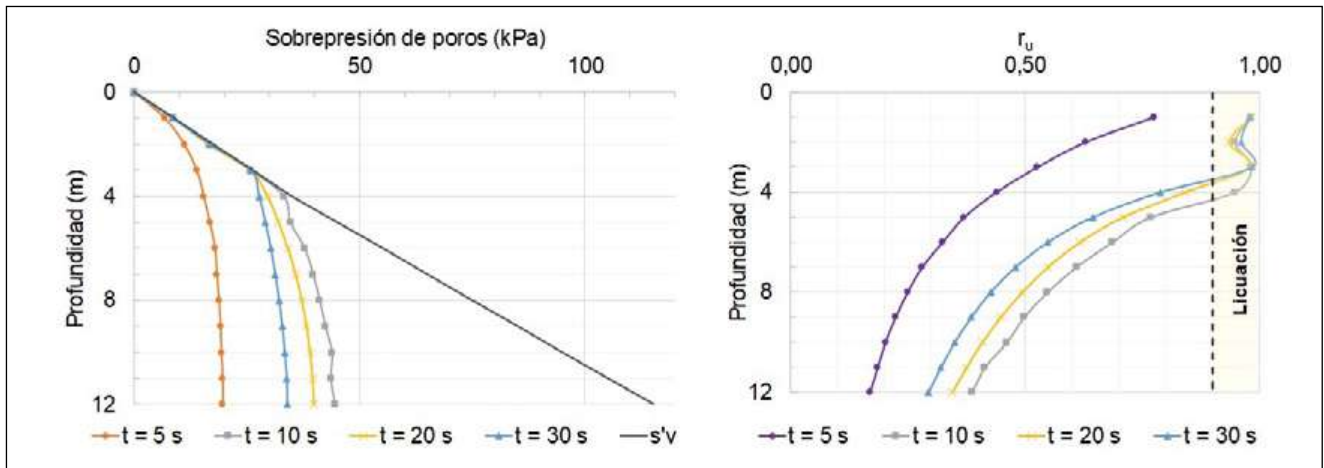 Sobrepresión de poros (kPa)
0 50 100
0
4
8
12
Profundidad (m)
t = 5 s t = 10 s t = 20 s t = 30 s s'v
r_u
0,00 0,50 1,00
0
4
8
12
Profundidad (m)
Licuación
t = 5 s t = 10 s t = 20 s t = 30 s